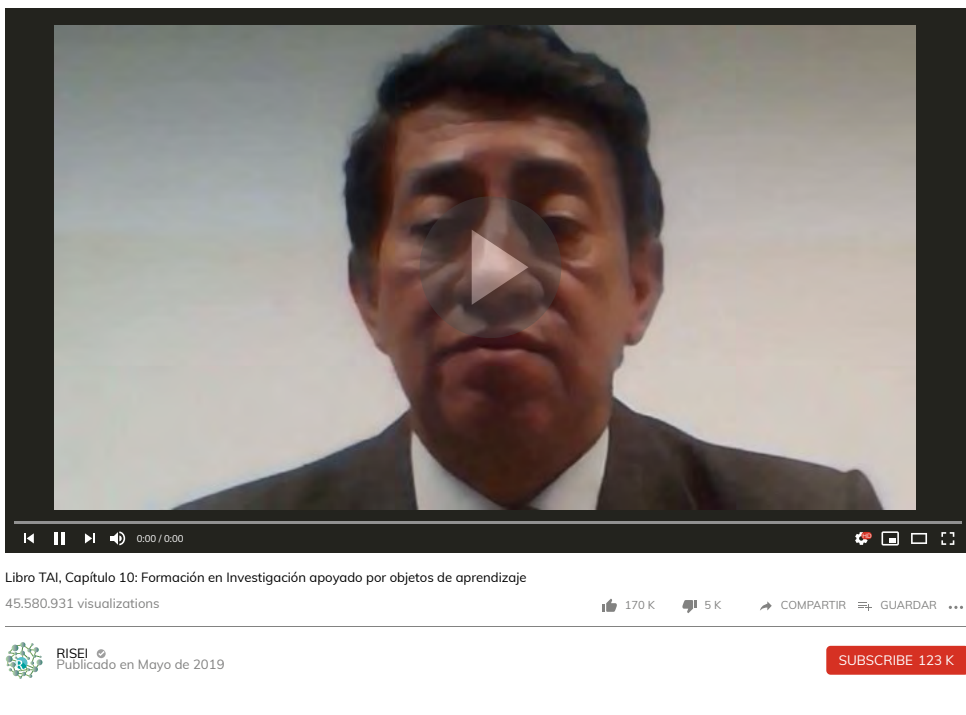 0:00 / 0:00
HD
Libro TAI, Capítulo 10: Formación en Investigación apoyado por objetos de aprendizaje
45.580.931 visualizations
170 K 5 K COMPARTIR GUARDAR
RISEI
Publicado en Mayo de 2019
SUBSCRIBE 123 K